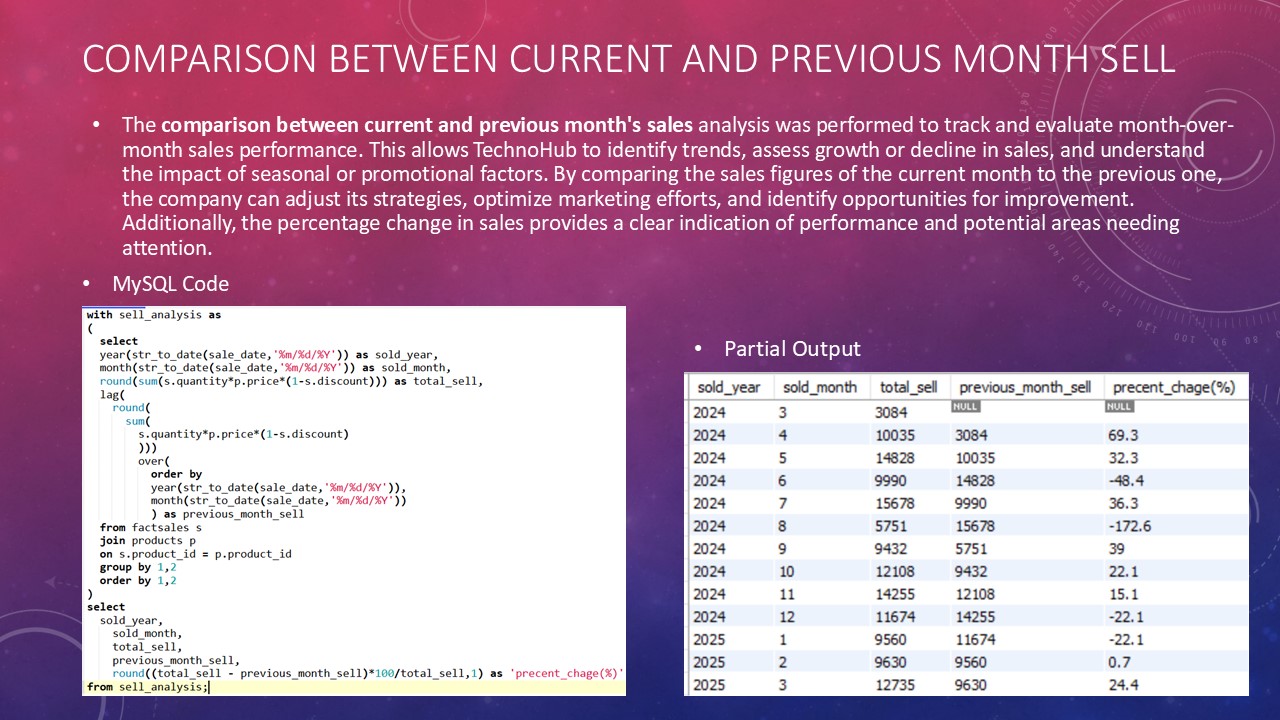 COMPARISON BETWEEN CURRENT AND PREVIOUS MONTH SELL
• The comparison between current and previous month's sales analysis was performed to track and evaluate month-over-
month sales performance. This allows TechnoHub to identify trends, assess growth or decline in sales, and understand
the impact of seasonal or promotional factors. By comparing the sales figures of the current month to the previous one,
the company can adjust its strategies, optimize marketing efforts, and identify opportunities for improvement.
Additionally, the percentage change in sales provides a clear indication of performance and potential areas needing
attention.
• MySQL Code
with sell_analysis as
(
select
year(str_to_date(sale_date,'%m/%d/%Y')) as sold_year,
month(str_to_date(sale_date,'%m/%d/%Y')) as sold_month,
round(sum(s.quantity*p.price*(1-s.discount))) as total_sell,
lag(
round(
sum(
s.quantity*p.price*(1-s.discount)
)))
over(
order by
year(str_to_date(sale_date,'%m/%d/%Y')),
month(str_to_date(sale_date,'%m/%d/%Y'))
) as previous_month_sell
from factsales s
join products p
on s.product_id = p.product_id
group by 1,2
order by 1,2
)
select
sold_year,
sold_month,
total_sell,
previous_month_sell,
round((total_sell - previous_month_sell)*100/total_sell,1) as 'precent_chage(%)'
from sell_analysis;
• Partial Output
sold_year sold_month total_sell previous_month_sell precent_chage(%)
2024 3 3084 NULL NULL
2024 4 10035 3084 69.3
2024 5 14828 10035 32.3
2024 6 9990 14828 -48.4
2024 7 15678 9990 36.3
2024 8 5751 15678 -172.6
2024 9 9432 5751 39
2024 10 12108 9432 22.1
2024 11 14255 12108 15.1
2024 12 11674 14255 -22.1
2025 1 9560 11674 -22.1
2025 2 9630 9560 0.7
2025 3 12735 9630 24.4